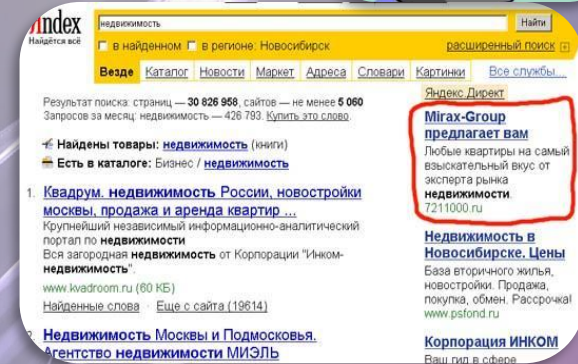 Яndex
Найдётся всё
недвижимость
Найти
в найденном в регионе: Новосибирск
расширенный поиск
Везде Каталог Новости Маркет Адреса Словари Картинки Все службы...
Результат поиска: страниц — 30 826 958, сайтов — не менее 5 060
Запросов за месяц: недвижимость — 426 793. Купить это слово.
Найдены товары: недвижимость (книги)
Есть в каталоге: Бизнес / недвижимость
1. Квадрум. недвижимость России, новостройки
москвы, продажа и аренда квартир ...
Крупнейший независимый информационно-аналитический
портал по недвижимости
Вся загородная недвижимость от Корпорации "Инком-
недвижимость".
www.kvadroom.ru (60 КБ)
Найденные слова · Еще с сайта (19614)
2. Недвижимость Москвы и Подмосковья.
Агентство недвижимости МИЭЛЬ
Яндекс Директ
Mirax-Group
предлагает вам
Любые квартиры на самый
взыскательный вкус от
эксперта рынка
недвижимости.
7211000.ru
Недвижимость в
Новосибирске. Цены
База вторичного жилья,
новостройки. Продажа,
покупка, обмен. Рассрочка!
www.psfond.ru
Корпорация ИНКОМ
Ваш гид в сфере